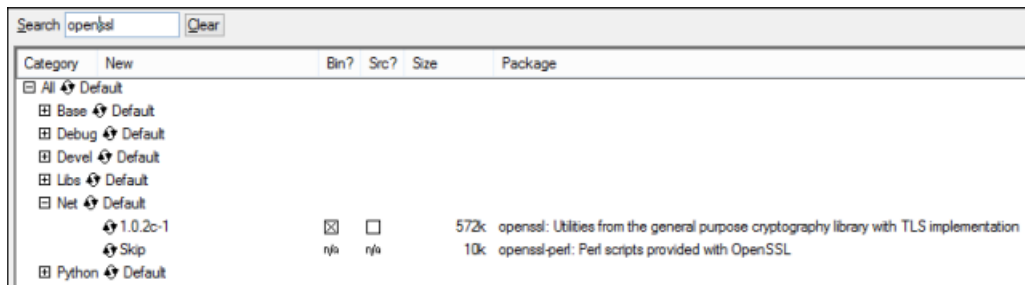 Search openssl Clear
Category New Bin? Src? Size Package
All Default
Base Default
Debug Default
Devel Default
Libs Default
Net Default
1.0.2c-1 572k openssl: Utilities from the general purpose cryptography library with TLS implementation
Skip n/a n/a 10k openssl-perl: Perl scripts provided with OpenSSL
Python Default